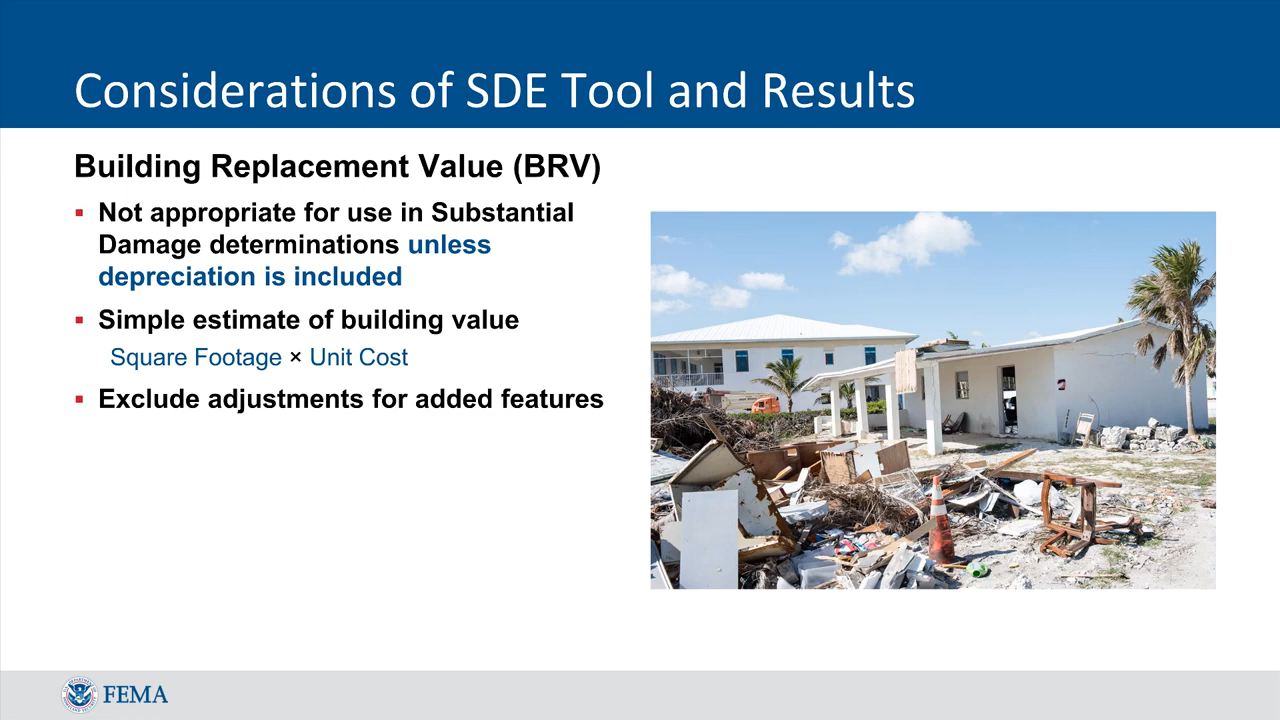 Considerations of SDE Tool and Results
Building Replacement Value (BRV)
▪ Not appropriate for use in Substantial
Damage determinations unless
depreciation is included
▪ Simple estimate of building value
Square Footage × Unit Cost
▪ Exclude adjustments for added features
FEMA